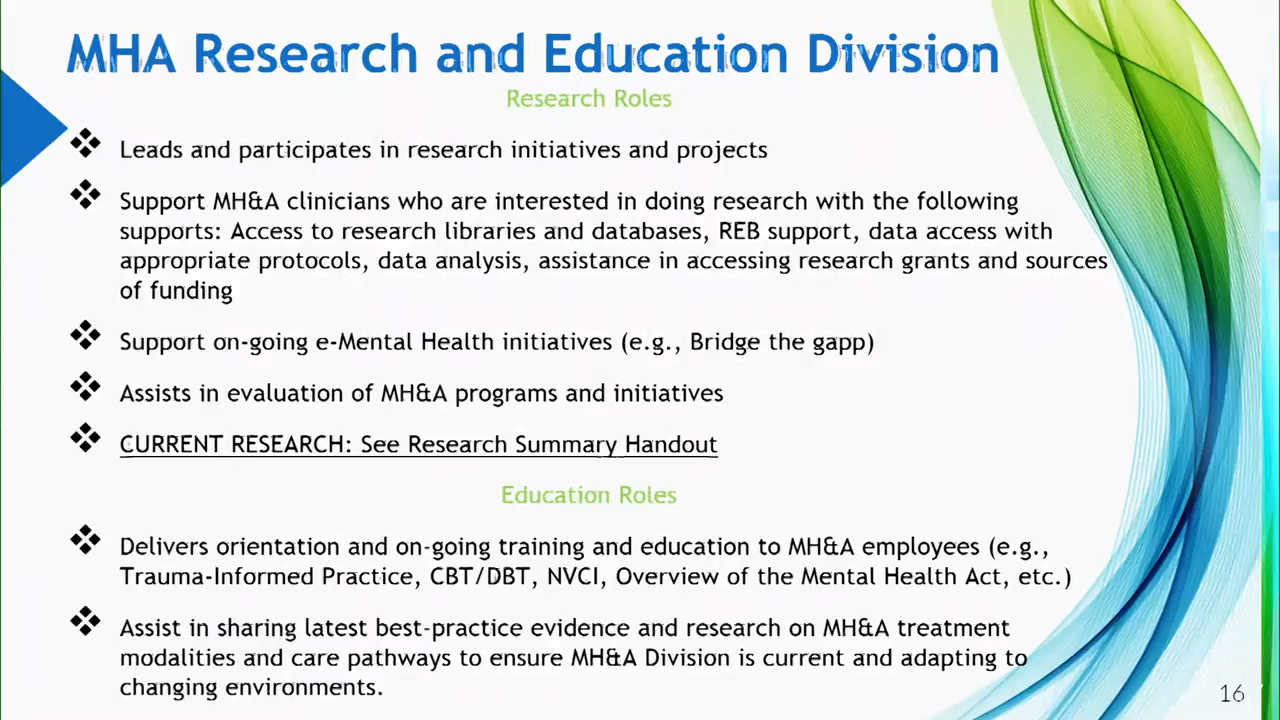 MHA Research and Education Division
Research Roles
❖ Leads and participates in research initiatives and projects
❖ Support MH&A clinicians who are interested in doing research with the following
supports: Access to research libraries and databases, REB support, data access with
appropriate protocols, data analysis, assistance in accessing research grants and sources
of funding
❖ Support on-going e-Mental Health initiatives (e.g., Bridge the gapp)
❖ Assists in evaluation of MH&A programs and initiatives
❖ CURRENT RESEARCH: See Research Summary Handout
Education Roles
❖ Delivers orientation and on-going training and education to MH&A employees (e.g.,
Trauma-Informed Practice, CBT/DBT, NVCI, Overview of the Mental Health Act, etc.)
❖ Assist in sharing latest best-practice evidence and research on MH&A treatment
modalities and care pathways to ensure MH&A Division is current and adapting to
changing environments.
16